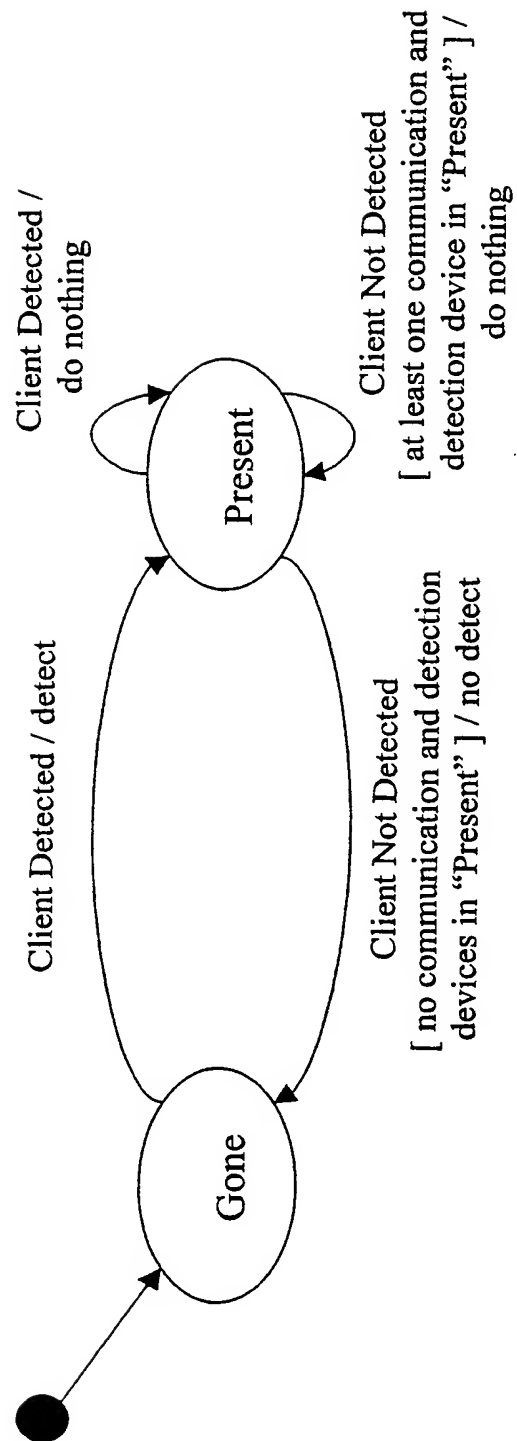 Client Detected /
do nothing
Client Detected / detect
Present
Gone
Client Not Detected
[ at least one communication and
detection device in “Present” ] /
do nothing
Client Not Detected
[ no communication and detection
devices in “Present” ] / no detect